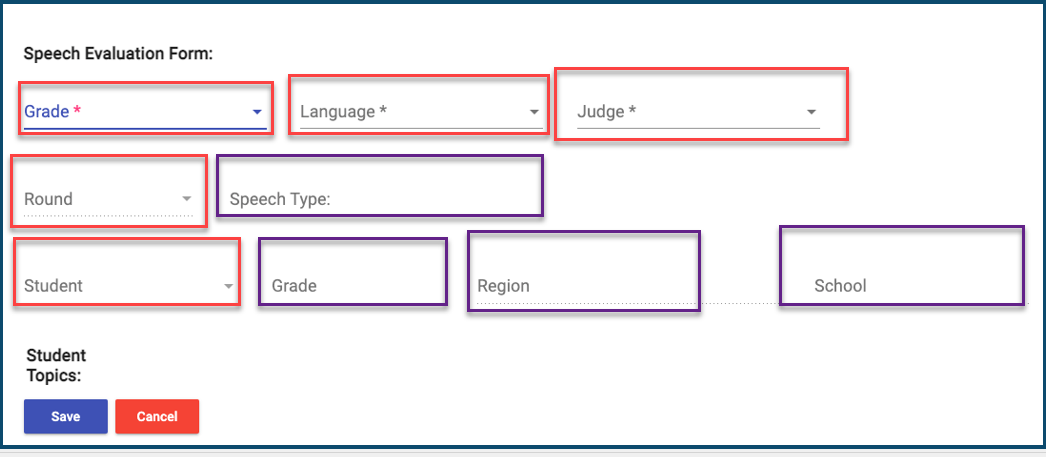 Speech Evaluation Form:
Grade * Language * Judge *
Round Speech Type:
Student Grade Region School
Student
Topics:
Save Cancel